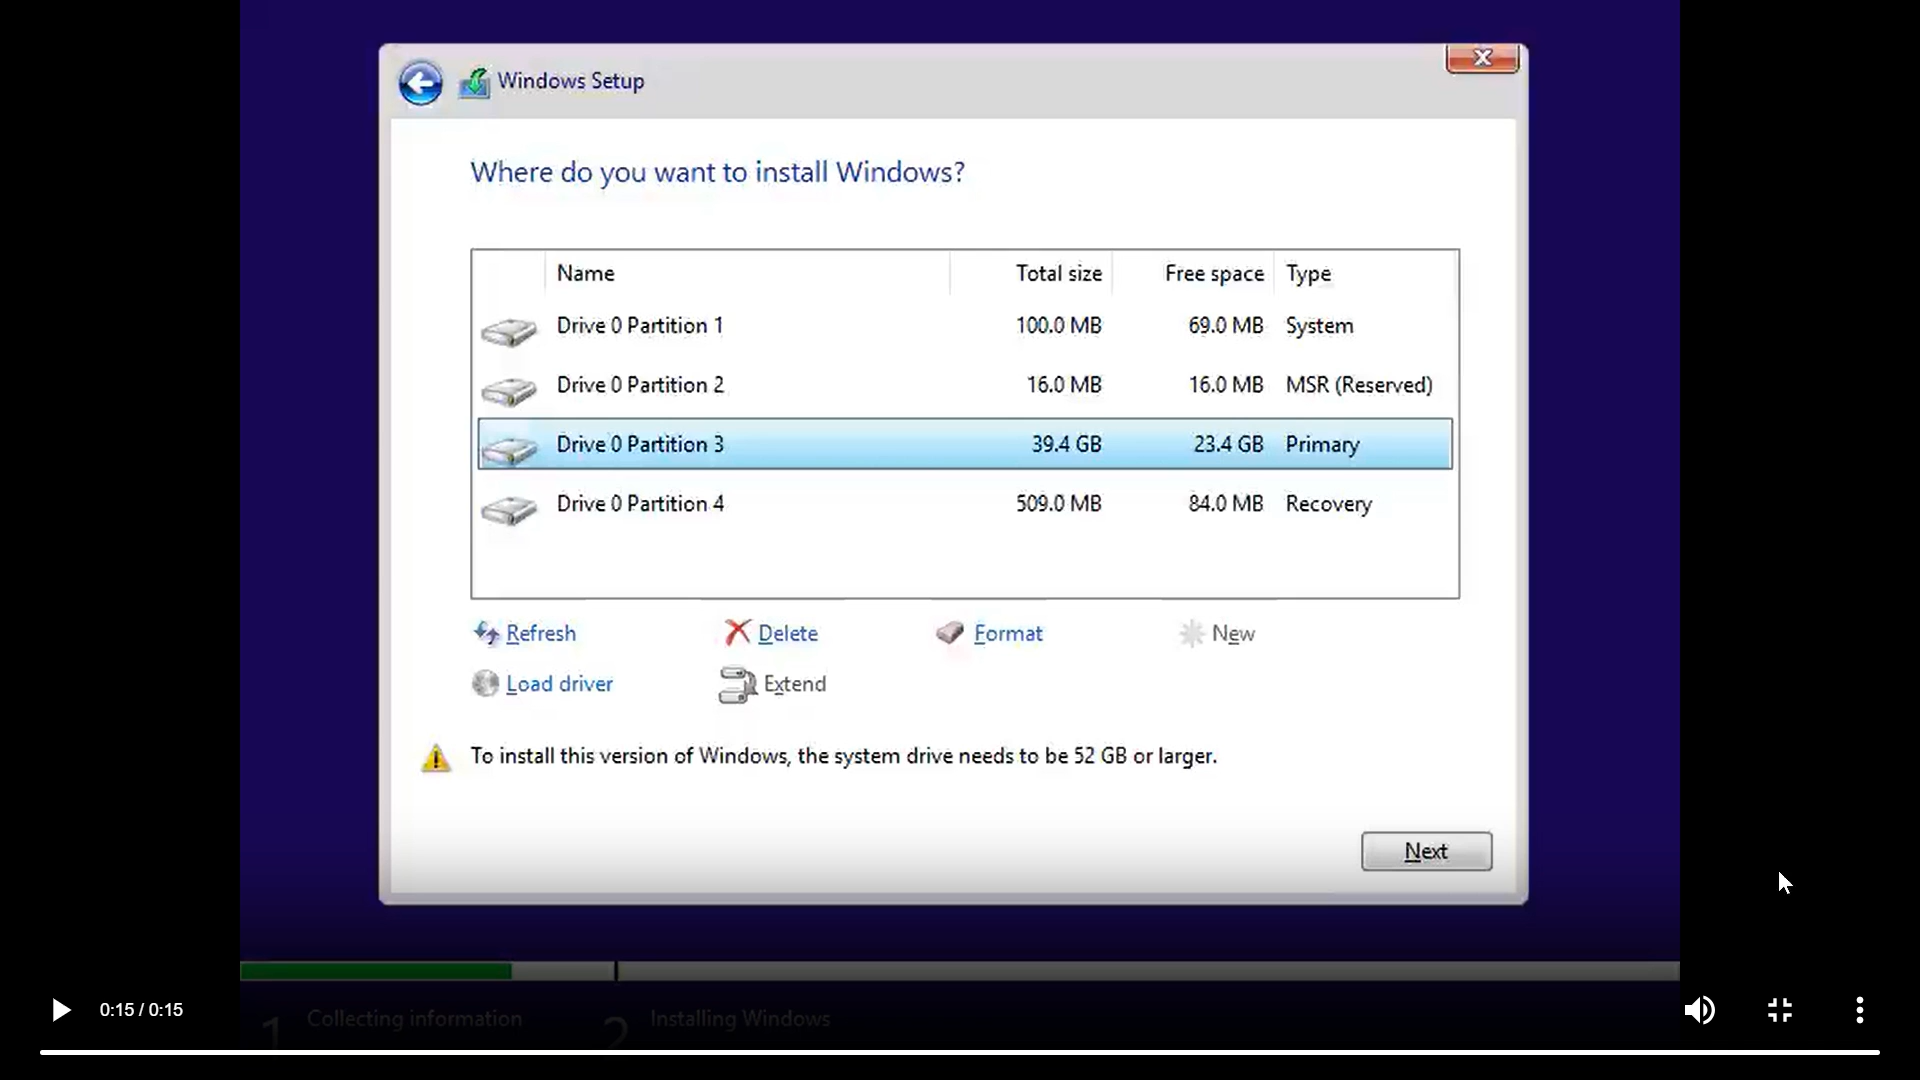 Windows Setup
Where do you want to install Windows?
Name Total size Free space Type
Drive 0 Partition 1 100.0 MB 69.0 MB System
Drive 0 Partition 2 16.0 MB 16.0 MB MSR (Reserved)
Drive 0 Partition 3 39.4 GB 23.4 GB Primary
Drive 0 Partition 4 509.0 MB 84.0 MB Recovery
Refresh Delete Format New
Load driver Extend
To install this version of Windows, the system drive needs to be 52 GB or larger.
Next
0:15 / 0:15
1 Collecting information 2 Installing Windows